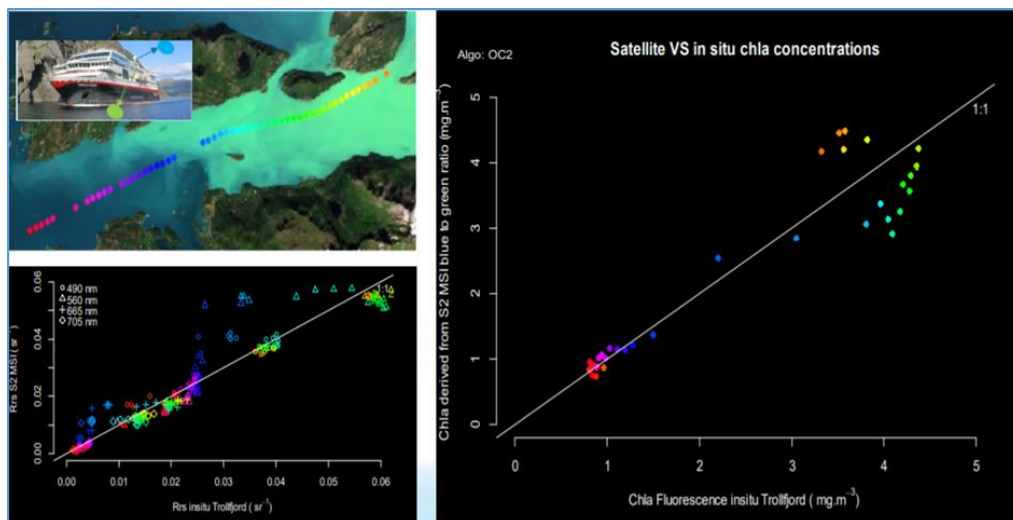 490 nm
560 nm
665 nm
705 nm
1:1
Rrs S2 MSI ( sr⁻¹)
0.00
0.02
0.04
0.06
0.00
0.01
0.02
0.03
0.04
0.05
0.06
Rrs insitu Trollfjord ( sr⁻¹)
Satellite VS in situ chla concentrations
Algo: OC2
1:1
Chla derived from S2 MSI blue to green ratio (mg.m⁻³)
5
4
3
2
1
0
0
1
2
3
4
5
Chla Fluorescence insitu Trollfjord ( mg.m⁻³)